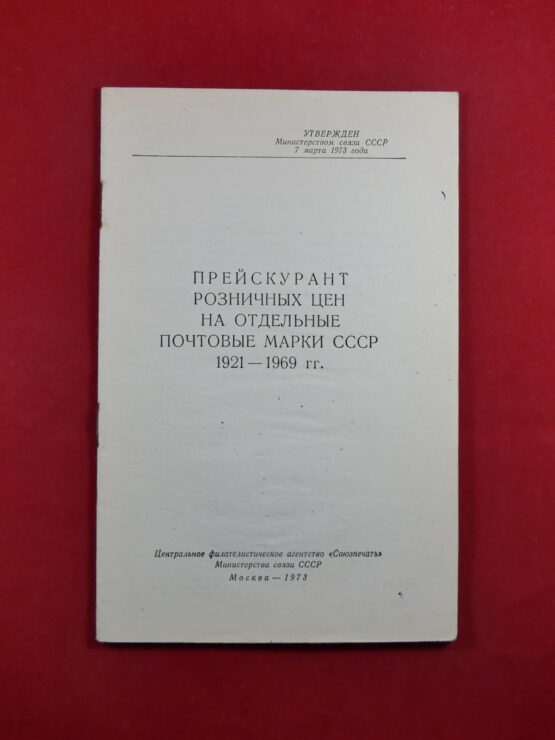 УТВЕРЖДЕН
Министерством связи СССР
7 марта 1973 года
ПРЕЙСКУРАНТ
РОЗНИЧНЫХ ЦЕН
НА ОТДЕЛЬНЫЕ
ПОЧТОВЫЕ МАРКИ СССР
1921 — 1969 гг.
Центральное филателистическое агентство «Союзпечать»
Министерства связи СССР
Москва — 1973